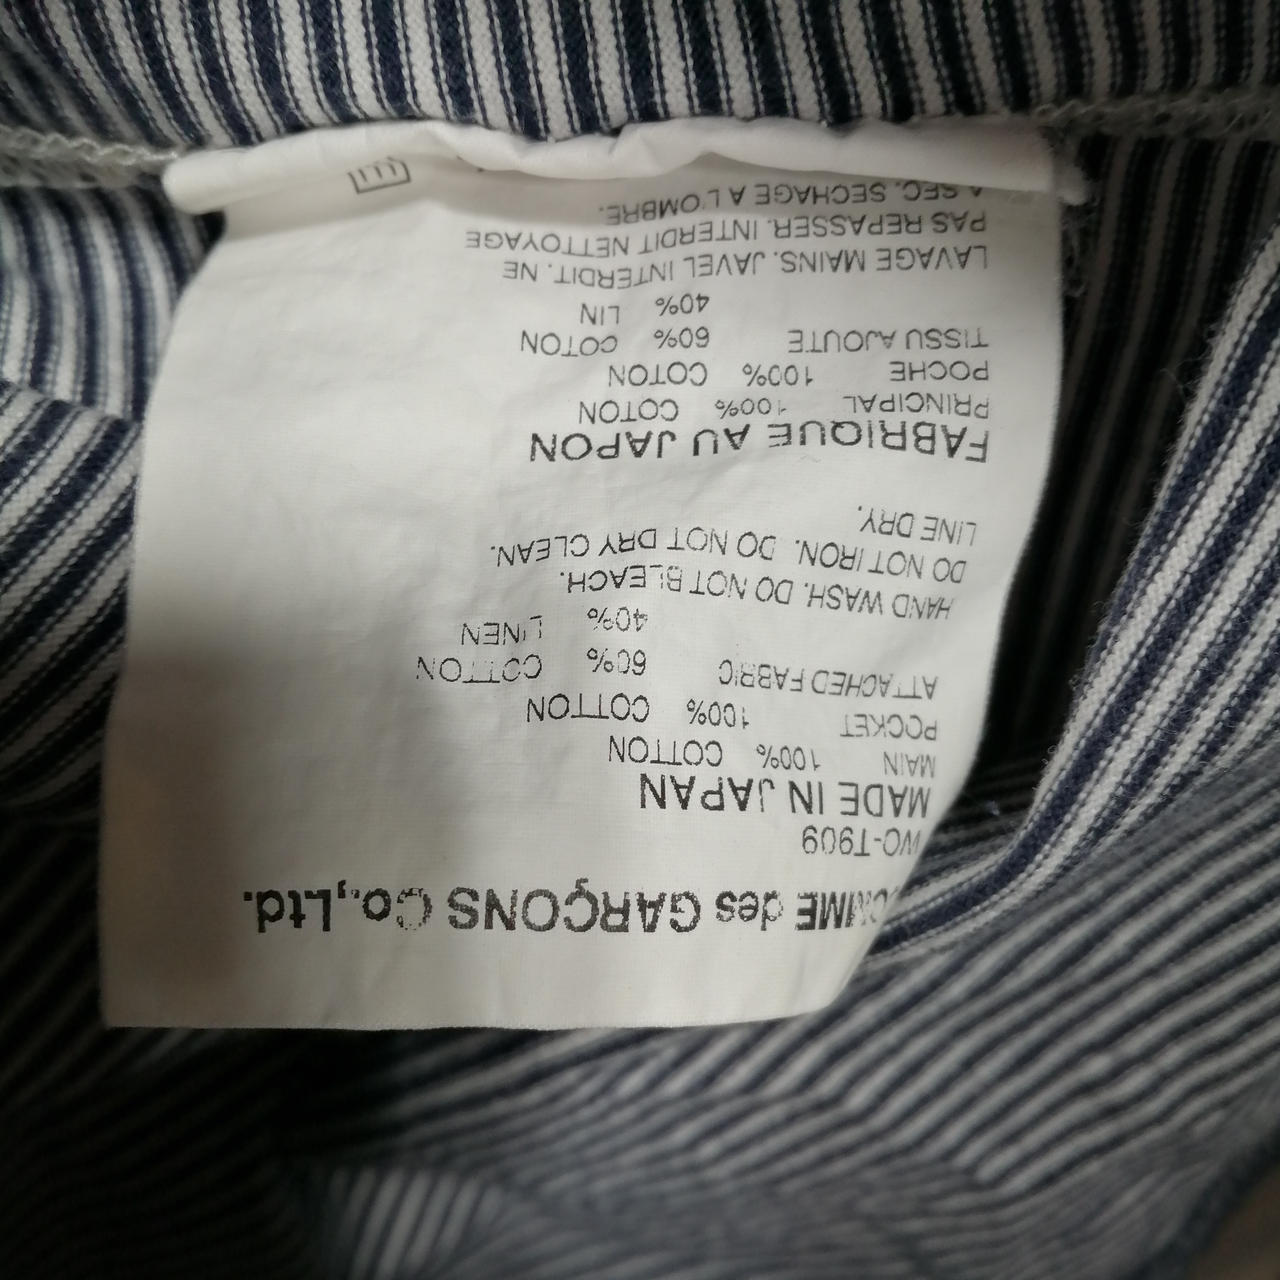 COMME des GARÇONS Co.,Ltd.
WC-T909
MADE IN JAPAN
MAIN 100% COTTON
POCKET 100% COTTON
ATTACHED FABRIC 60% COTTON
40% LINEN
HAND WASH. DO NOT BLEACH.
DO NOT IRON. DO NOT DRY CLEAN.
LINE DRY.
FABRIQUE AU JAPON
PRINCIPAL 100% COTON
POCHE 100% COTON
TISSU AJOUTE 60% COTON
40% LIN
LAVAGE MAINS. JAVEL INTERDIT. NE
PAS REPASSER. INTERDIT NETTOYAGE
A SEC. SECHAGE A L'OMBRE.